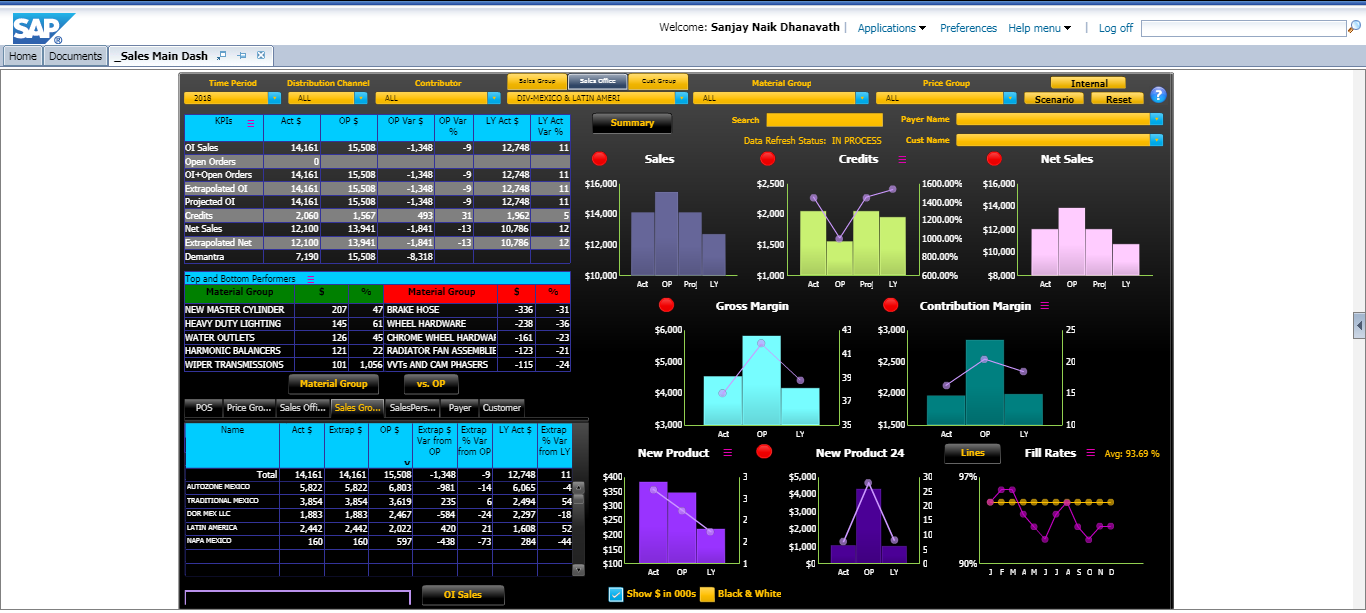 SAP ®
Welcome: Sanjay Naik Dhanavath | Applications Preferences Help menu | Log off
Home Documents _Sales Main Dash
Time Period Distribution Channel Contributor Sales Group Sales Office Cust Group Material Group Price Group Internal
2018 ALL ALL DIV-MEXICO & LATIN AMERI ALL ALL Scenario Reset ?
KPIs Act $ OP $ OP Var $ OP Var % LY Act $ LY Act Var %
OI Sales 14,161 15,508 -1,348 -9 12,748 11
Open Orders 0
OI+Open Orders 14,161 15,508 -1,348 -9 12,748 11
Extrapolated OI 14,161 15,508 -1,348 -9 12,748 11
Projected OI 14,161 15,508 -1,348 -9 12,748 11
Credits 2,060 1,567 493 31 1,962 5
Net Sales 12,100 13,941 -1,841 -13 10,786 12
Extrapolated Net 12,100 13,941 -1,841 -13 10,786 12
Demantra 7,190 15,508 -8,318
Summary Search Payer Name
Data Refresh Status: IN PROCESS Cust Name
Top and Bottom Performers
Material Group $ % Material Group $ %
NEW MASTER CYLINDER 207 47 BRAKE HOSE -336 -31
HEAVY DUTY LIGHTING 145 61 WHEEL HARDWARE -238 -36
WATER OUTLETS 126 45 CHROME WHEEL HARDWAR -161 -23
HARMONIC BALANCERS 121 22 RADIATOR FAN ASSEMBLIE -123 -21
WIPER TRANSMISSIONS 101 1,056 VVTs AND CAM PHASERS -115 -24
Material Group vs. OP
POS Price Gro... Sales Offi... Sales Gro... SalesPers... Payer Customer
Name Act $ Extrap $ OP $ Extrap $ Var from OP Extrap % Var from OP LY Act $ Extrap % Var from LY
Total 14,161 14,161 15,508 -1,348 -9 12,748 11
AUTOZONE MEXICO 5,822 5,822 6,803 -981 -14 6,065 -4
TRADITIONAL MEXICO 3,854 3,854 3,619 235 6 2,494 54
DOR MEX LLC 1,883 1,883 2,467 -584 -24 2,297 -18
LATIN AMERICA 2,442 2,442 2,022 420 21 1,608 52
NAPA MEXICO 160 160 597 -438 -73 284 -44
OI Sales
Sales
$16,000
$14,000
$12,000
$10,000
Act OP Proj LY
Credits
$2,500 1600.00%
1400.00%
$2,000 1200.00%
1000.00%
$1,500 800.00%
$1,000 600.00%
Act OP Proj LY
Net Sales
$16,000
$14,000
$12,000
$10,000
$8,000
Act OP Proj LY
Gross Margin
$6,000 43
$5,000 41
39
$4,000 37
$3,000 35
Act OP LY
Contribution Margin
$3,000 25
$2,500 20
$2,000 15
$1,500 10
Act OP LY
New Product
$400 3
$350 3
$300 2
$250
$200 2
$150
$100 1
Act OP LY
New Product 24
$5,000 30
$4,000 25
$3,000 20
$2,000 15
$1,000 10
5
$0 0
Act OP LY
Lines Fill Rates Avg: 93.69 %
97%
90%
J F M A M J J A S O N D
Show $ in 000s Black & White